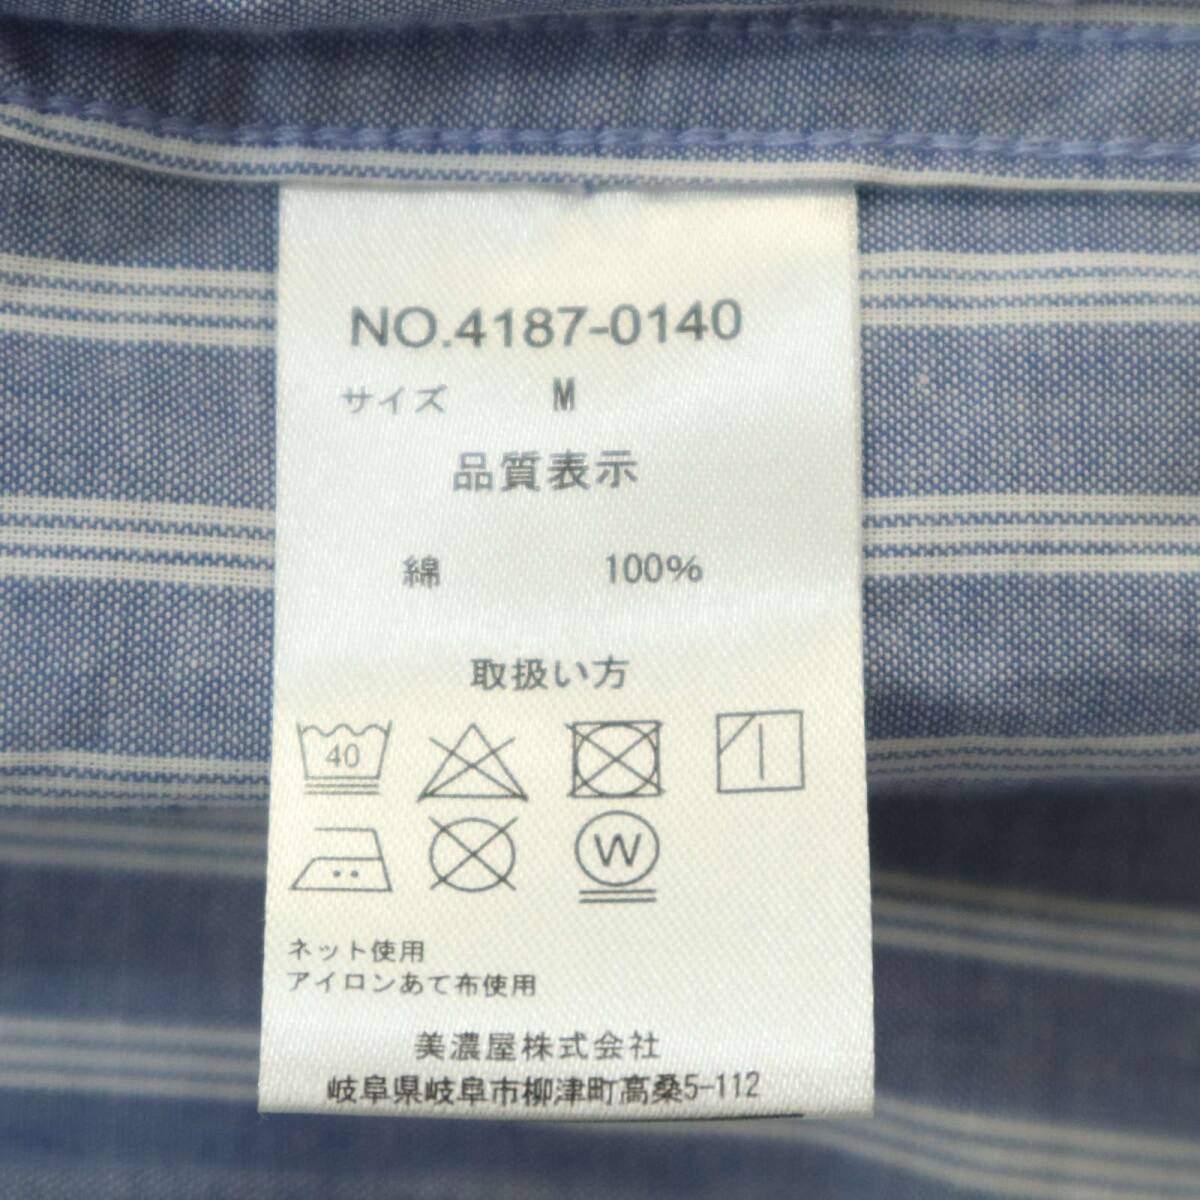 NO.4187-0140
サイズ M
品質表示
綿 100%
取扱い方
40
W
ネット使用
アイロンあて布使用
美濃屋株式会社
岐阜県岐阜市柳津町高桑5-112